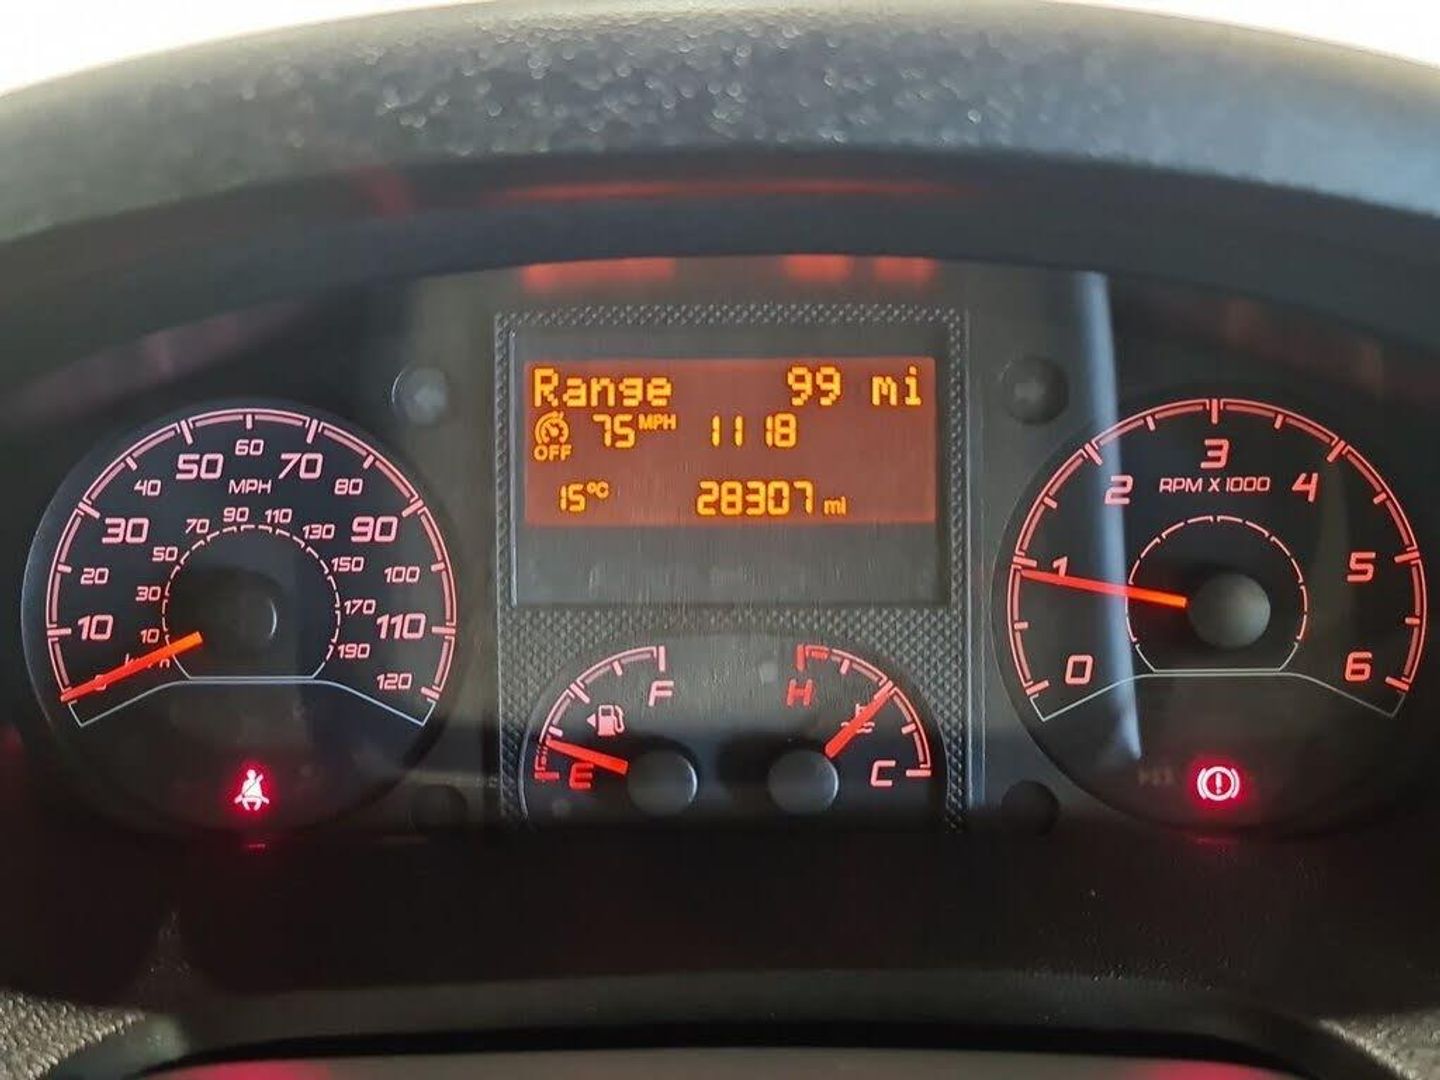 Range 99 mi
OFF 75 MPH 1118
15°C 28307 mi
10 20 30 40 50 60 70 80 90 100 110 120
MPH
10 30 50 70 90 110 130 150 170 190
E F
H C
0 1 2 3 4 5 6
RPM X 1000